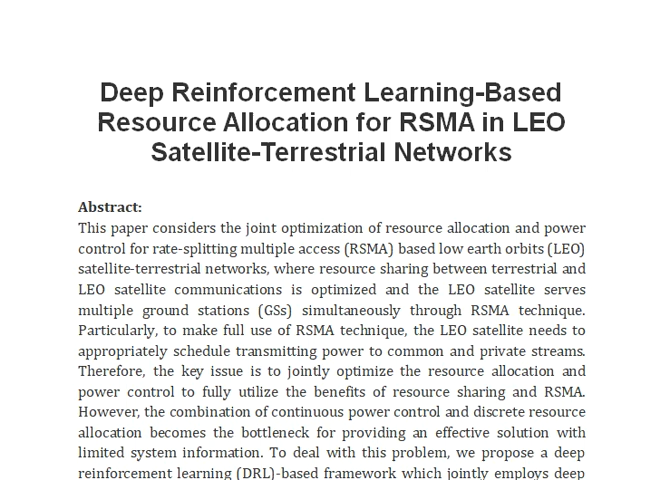 Deep Reinforcement Learning-Based
Resource Allocation for RSMA in LEO
Satellite-Terrestrial Networks
Abstract:
This paper considers the joint optimization of resource allocation and power
control for rate-splitting multiple access (RSMA) based low earth orbits (LEO)
satellite-terrestrial networks, where resource sharing between terrestrial and
LEO satellite communications is optimized and the LEO satellite serves
multiple ground stations (GSs) simultaneously through RSMA technique.
Particularly, to make full use of RSMA technique, the LEO satellite needs to
appropriately schedule transmitting power to common and private streams.
Therefore, the key issue is to jointly optimize the resource allocation and
power control to fully utilize the benefits of resource sharing and RSMA.
However, the combination of continuous power control and discrete resource
allocation becomes the bottleneck for providing an effective solution with
limited system information. To deal with this problem, we propose a deep
reinforcement learning (DRL)-based framework which jointly employs deep